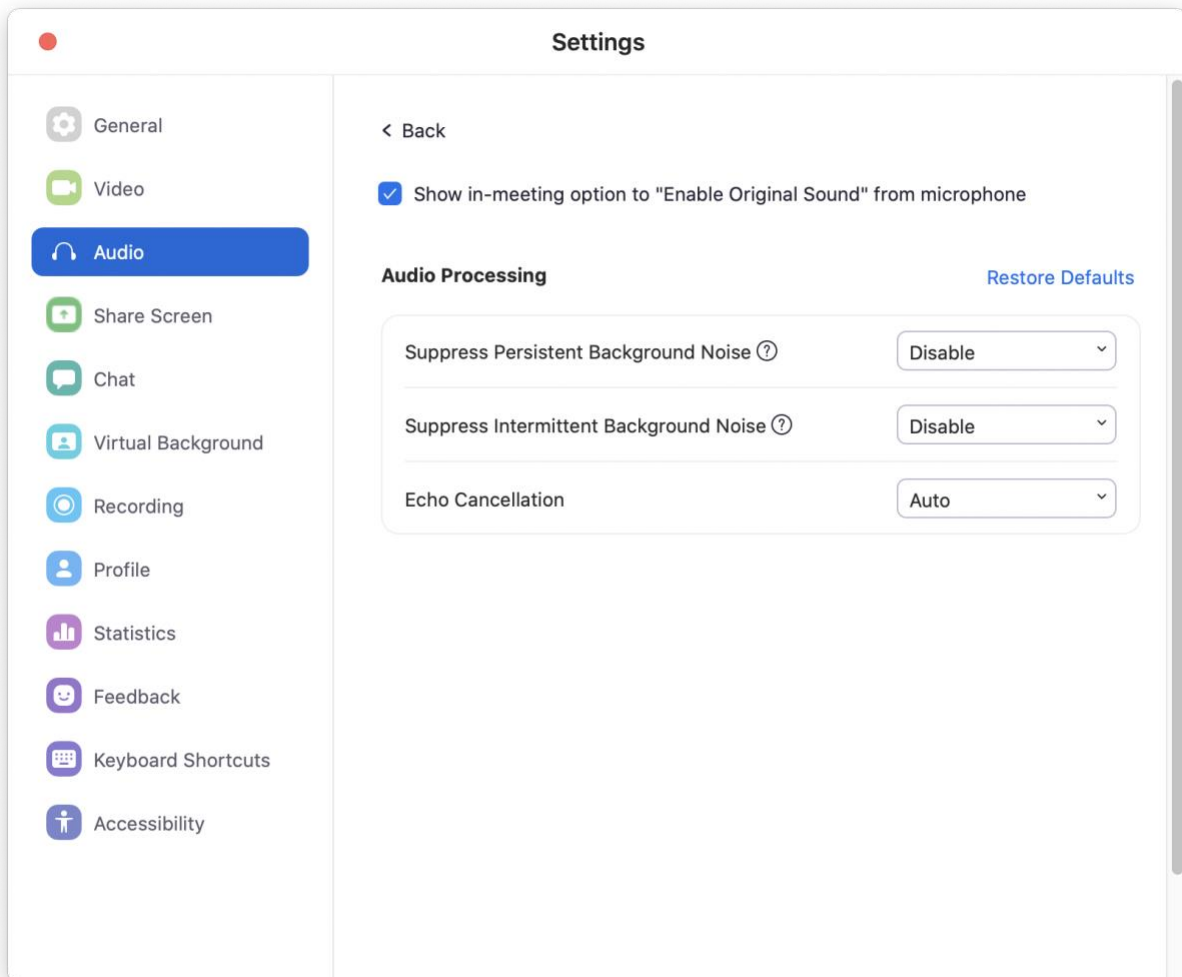 Settings
General
Video
Audio
Share Screen
Chat
Virtual Background
Recording
Profile
Statistics
Feedback
Keyboard Shortcuts
Accessibility
< Back
Show in-meeting option to "Enable Original Sound" from microphone
Audio Processing
Restore Defaults
Suppress Persistent Background Noise ?
Disable
Suppress Intermittent Background Noise ?
Disable
Echo Cancellation
Auto